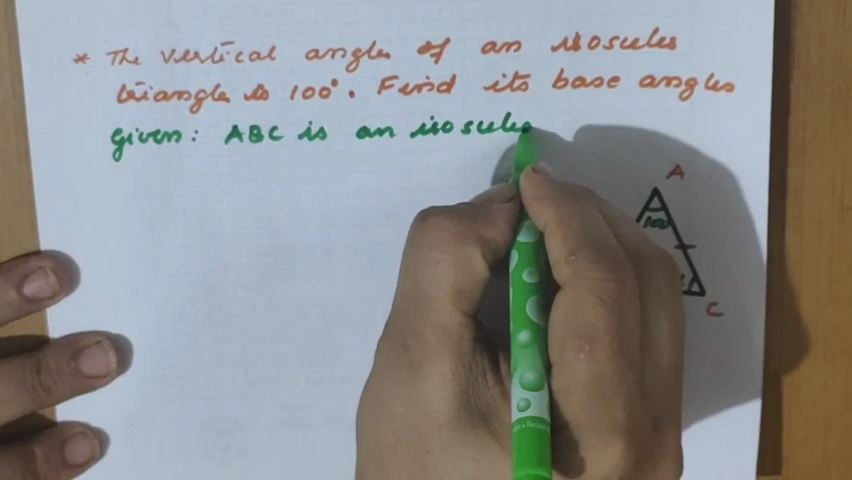 * The vertical angle of an isosceles
triangle is 100°. Find its base angles
Given: ABC is an isosceles
A
100
C